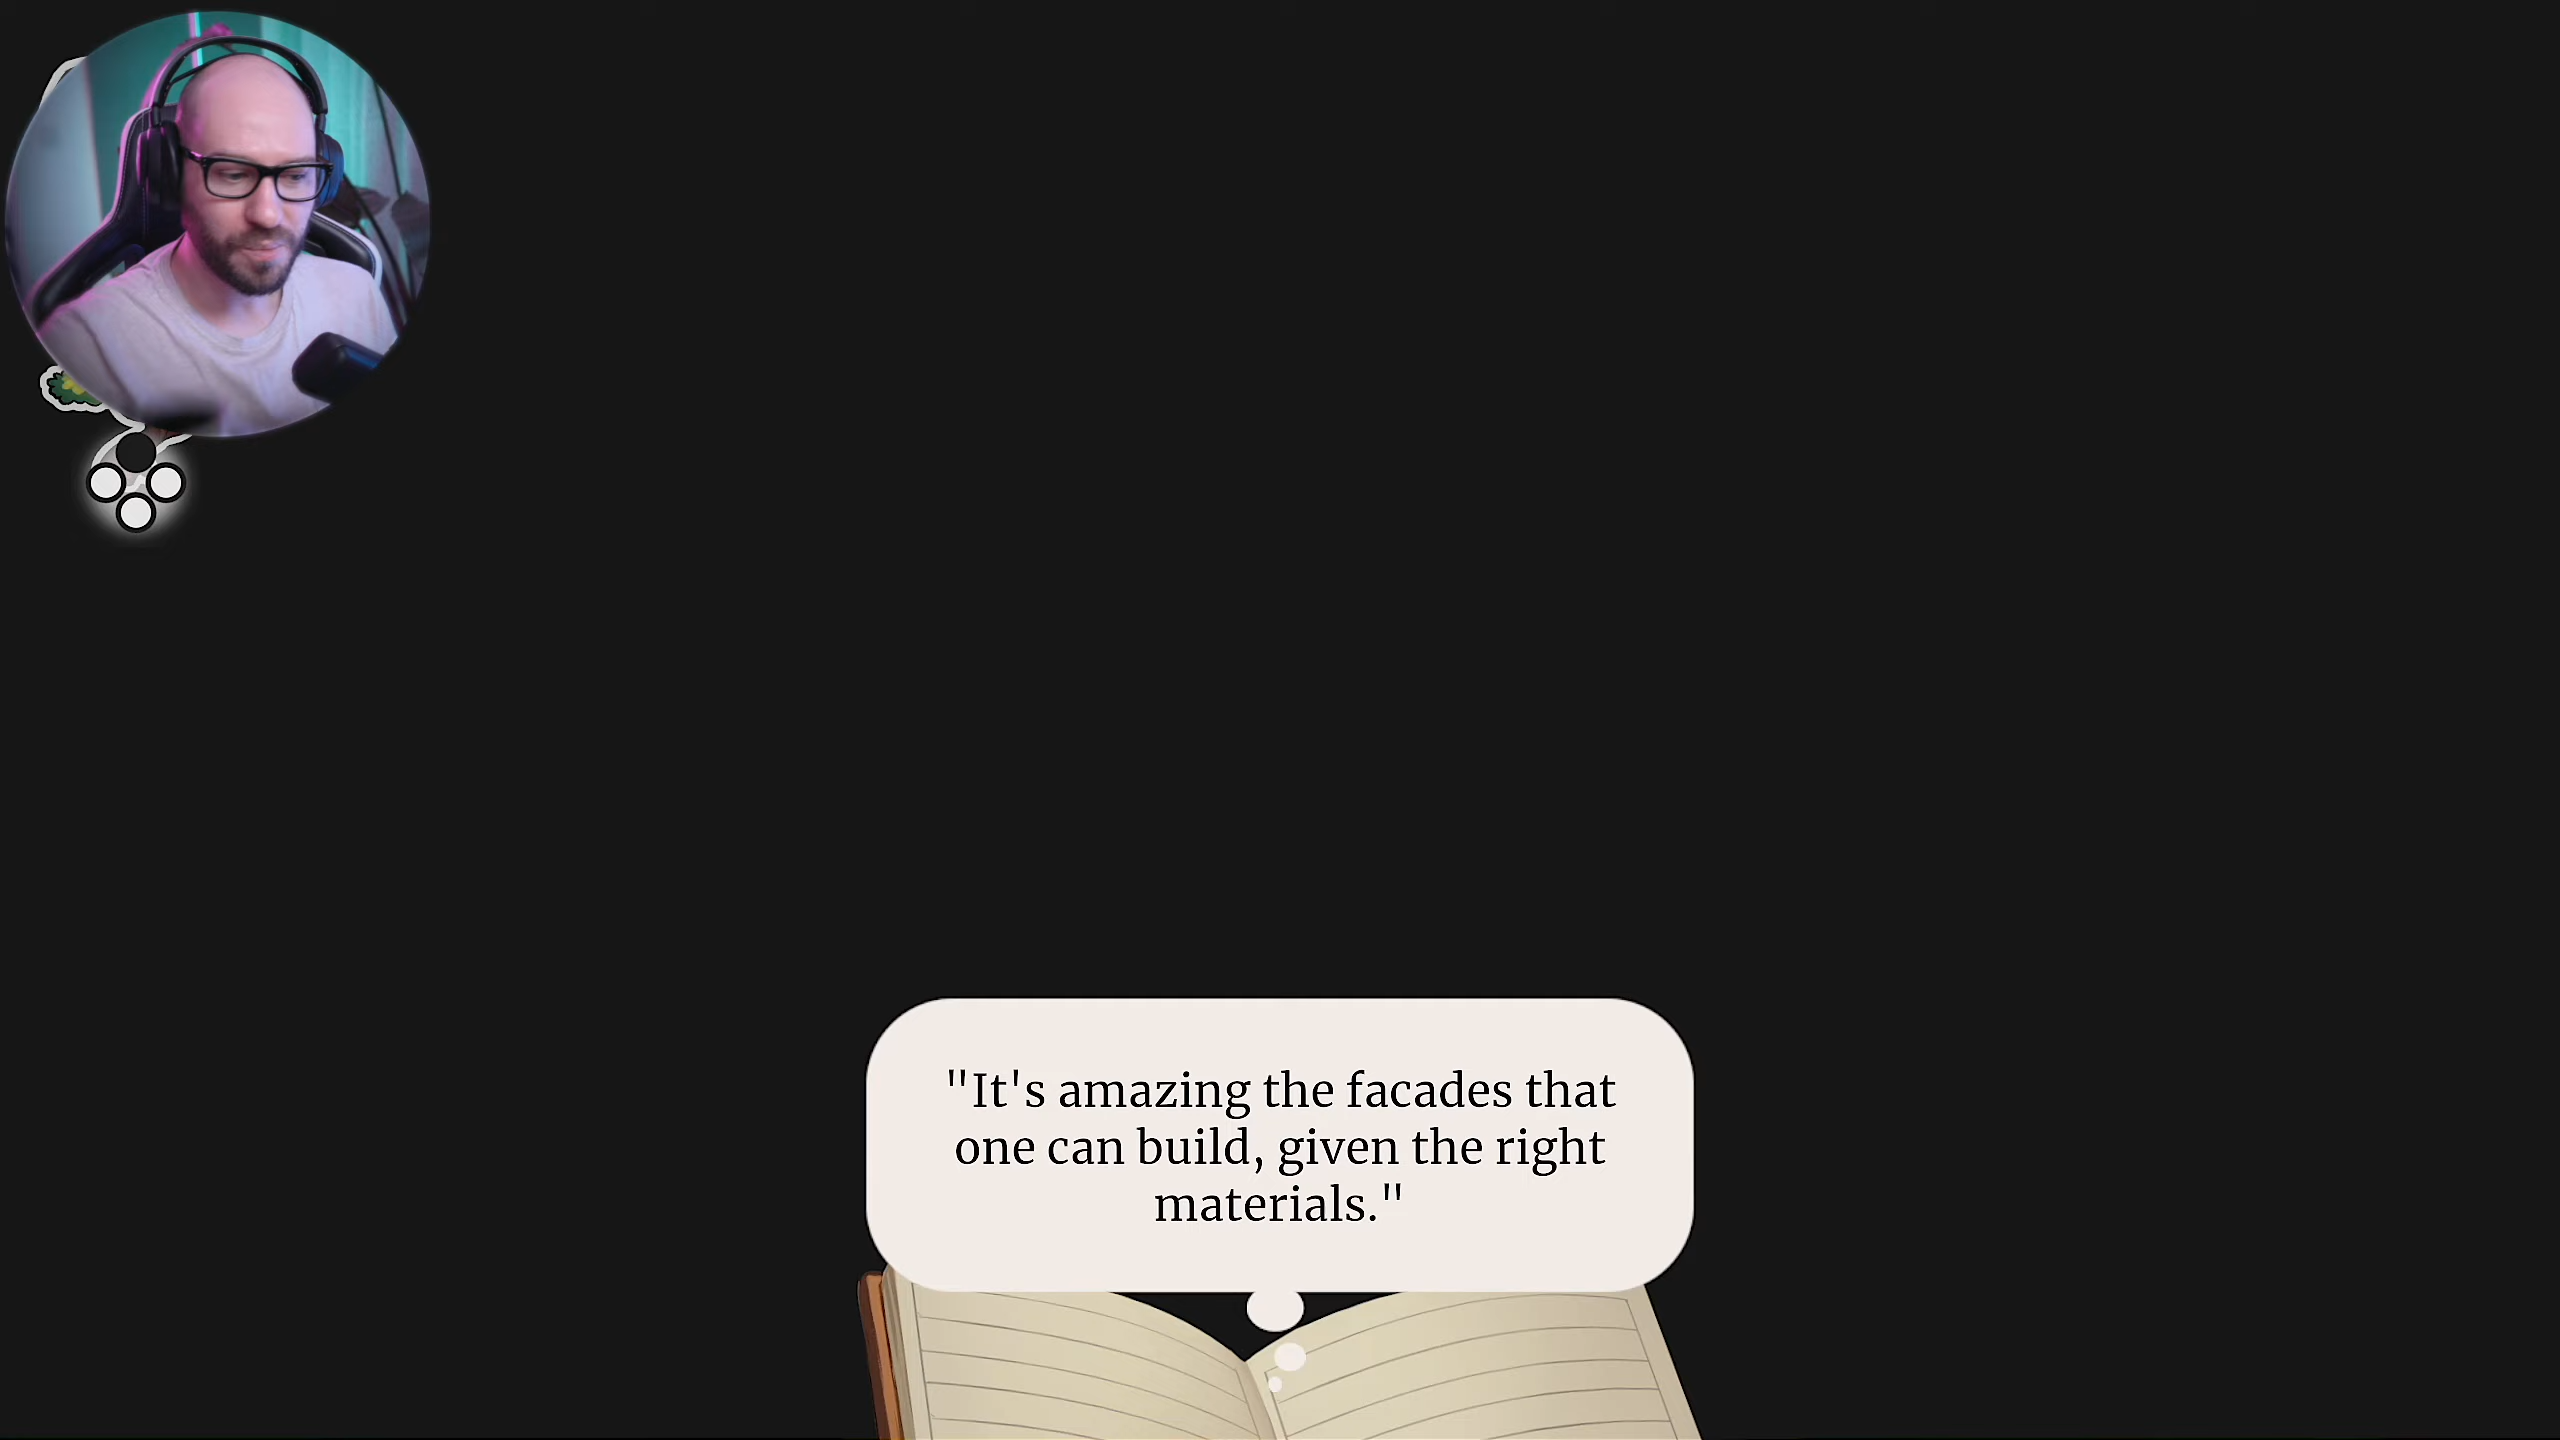 "It's amazing the facades that
one can build, given the right
materials."